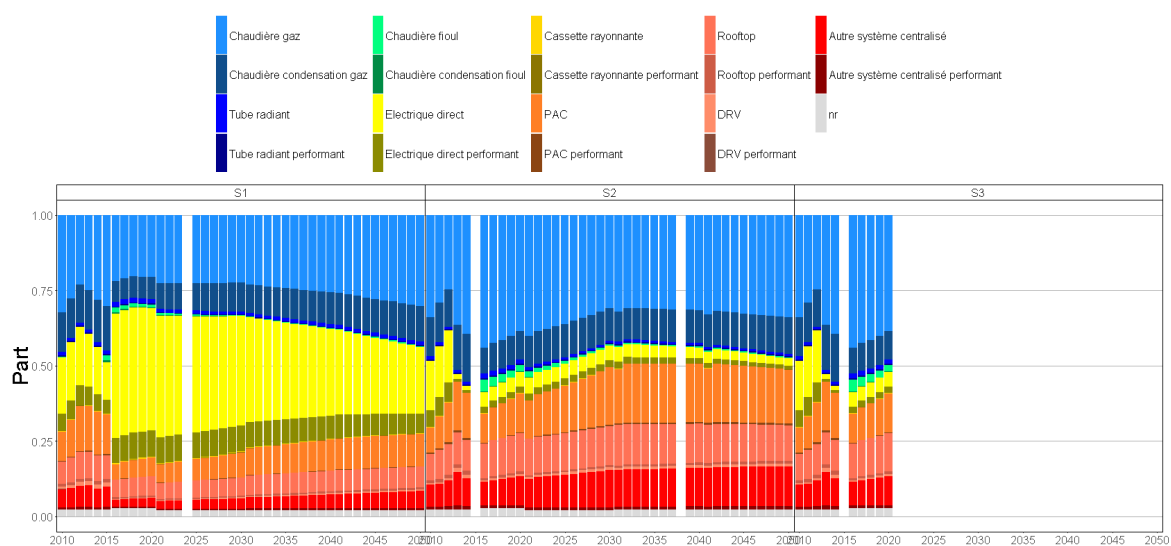 Chaudière gaz Chaudière fioul Cassette rayonnante Rooftop Autre système centralisé
Chaudière condensation gaz Chaudière condensation fioul Cassette rayonnante performant Rooftop performant Autre système centralisé performant
Tube radiant Electrique direct PAC DRV nr
Tube radiant performant Electrique direct performant PAC performant DRV performant
S1 S2 S3
1.00
0.75
0.50
0.25
0.00
Part
2010 2015 2020 2025 2030 2035 2040 2045 2015 2020 2025 2030 2035 2040 2045 2015 2020 2025 2030 2035 2040 2045 2050